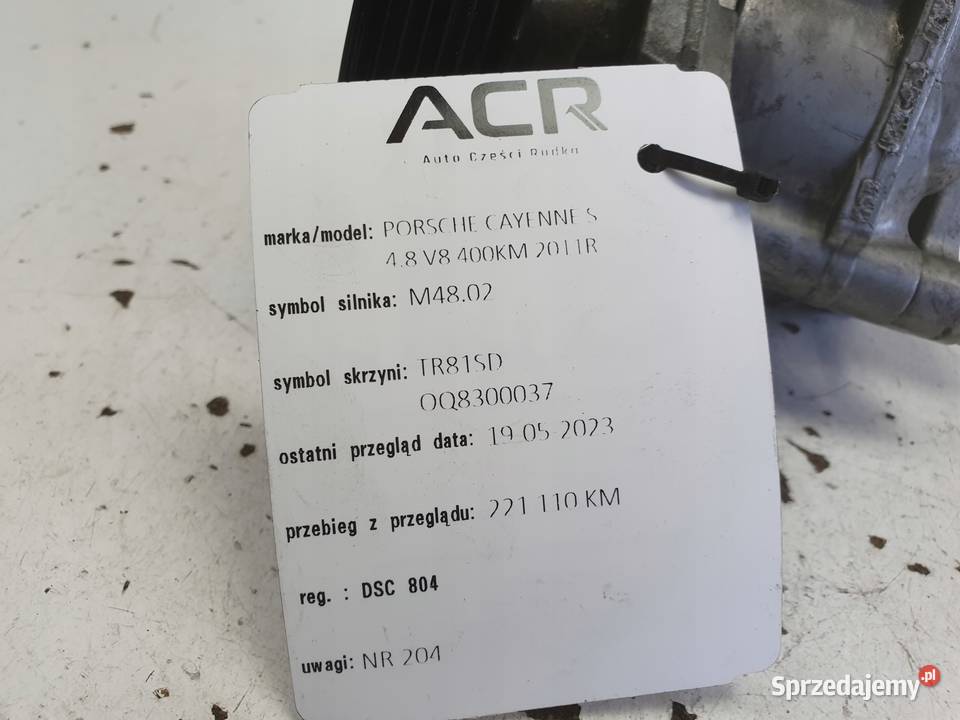 ACR
Auto Części Rudka
marka/model: PORSCHE CAYENNE S
4.8 V8 400KM 2011R
symbol silnika: M48.02
symbol skrzyni: TR81SD
OQ8300037
ostatni przegląd data: 19-05-2023
przebieg z przeglądu: 221 110 KM
reg. : DSC 804
uwagi: NR 204
Sprzedajemy.pl